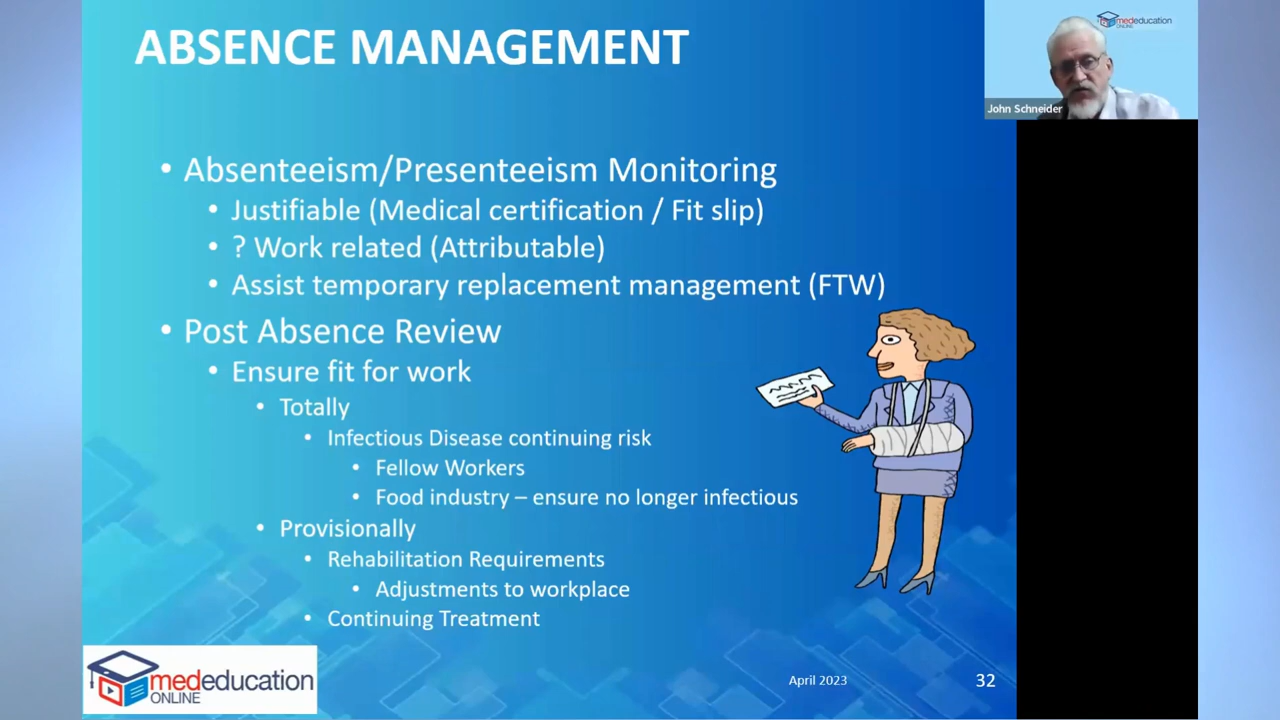 ABSENCE MANAGEMENT
mededucation
ONLINE
John Schneider
• Absenteeism/Presenteeism Monitoring
• Justifiable (Medical certification / Fit slip)
• ? Work related (Attributable)
• Assist temporary replacement management (FTW)
• Post Absence Review
• Ensure fit for work
• Totally
• Infectious Disease continuing risk
• Fellow Workers
• Food industry – ensure no longer infectious
• Provisionally
• Rehabilitation Requirements
• Adjustments to workplace
• Continuing Treatment
mededucation
ONLINE
April 2023
32